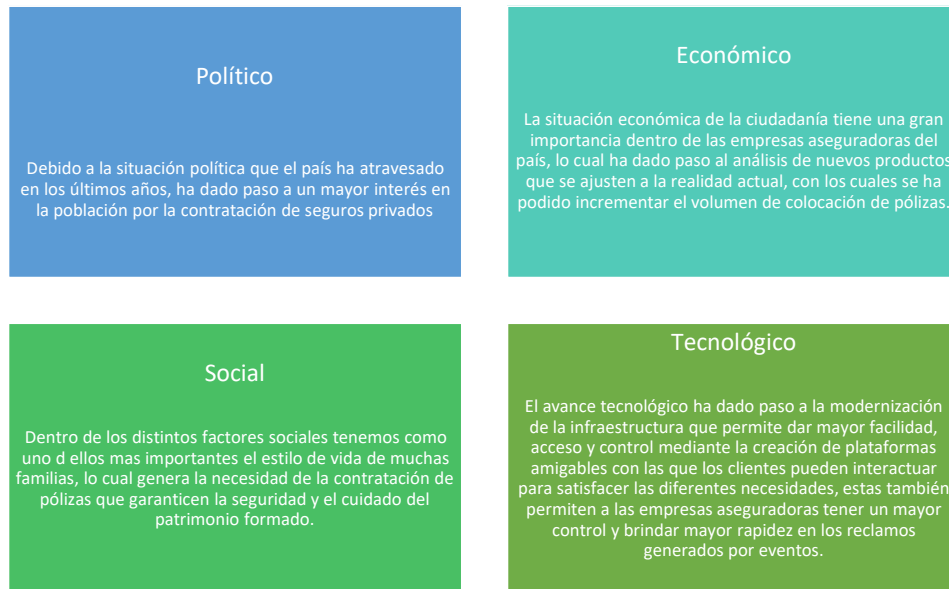 Político
Debido a la situación política que el país ha atravesado
en los últimos años, ha dado paso a un mayor interés en
la población por la contratación de seguros privados
Económico
La situación económica de la ciudadanía tiene una gran
importancia dentro de las empresas aseguradoras del
país, lo cual ha dado paso al análisis de nuevos productos
que se ajusten a la realidad actual, con los cuales se ha
podido incrementar el volumen de colocación de pólizas.
Social
Dentro de los distintos factores sociales tenemos como
uno d ellos mas importantes el estilo de vida de muchas
familias, lo cual genera la necesidad de la contratación de
pólizas que garanticen la seguridad y el cuidado del
patrimonio formado.
Tecnológico
El avance tecnológico ha dado paso a la modernización
de la infraestructura que permite dar mayor facilidad,
acceso y control mediante la creación de plataformas
amigables con las que los clientes pueden interactuar
para satisfacer las diferentes necesidades, estas también
permiten a las empresas aseguradoras tener un mayor
control y brindar mayor rapidez en los reclamos
generados por eventos.